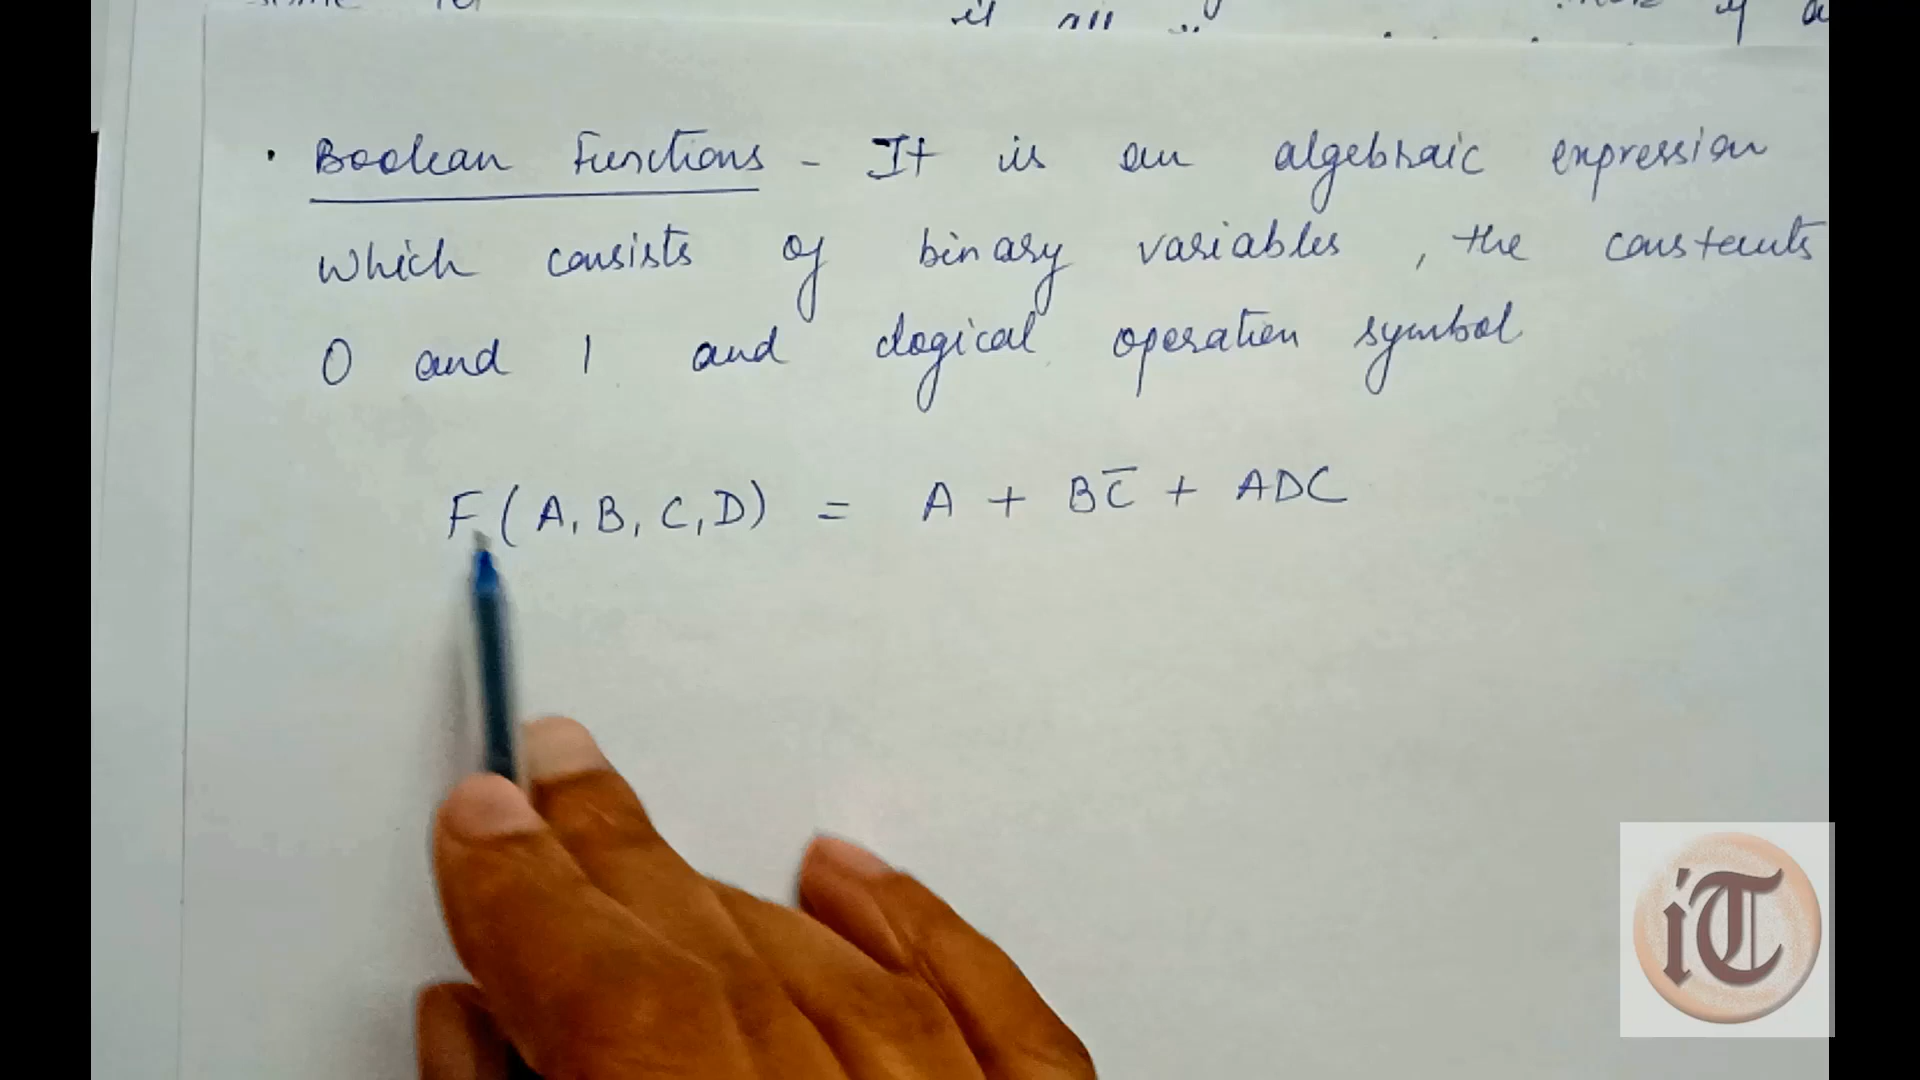 • Boolean Functions - It is an algebraic expression
which consists of binary variables, the constants
0 and 1 and logical operation symbol
F(A, B, C, D) = A + BC̅ + ADC
iT